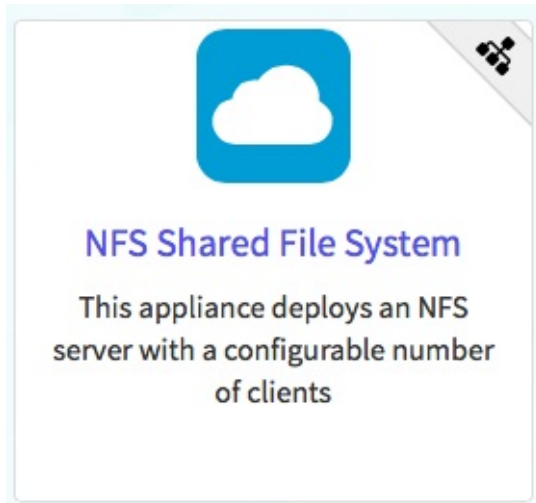 NFS Shared File System
This appliance deploys an NFS
server with a configurable number
of clients